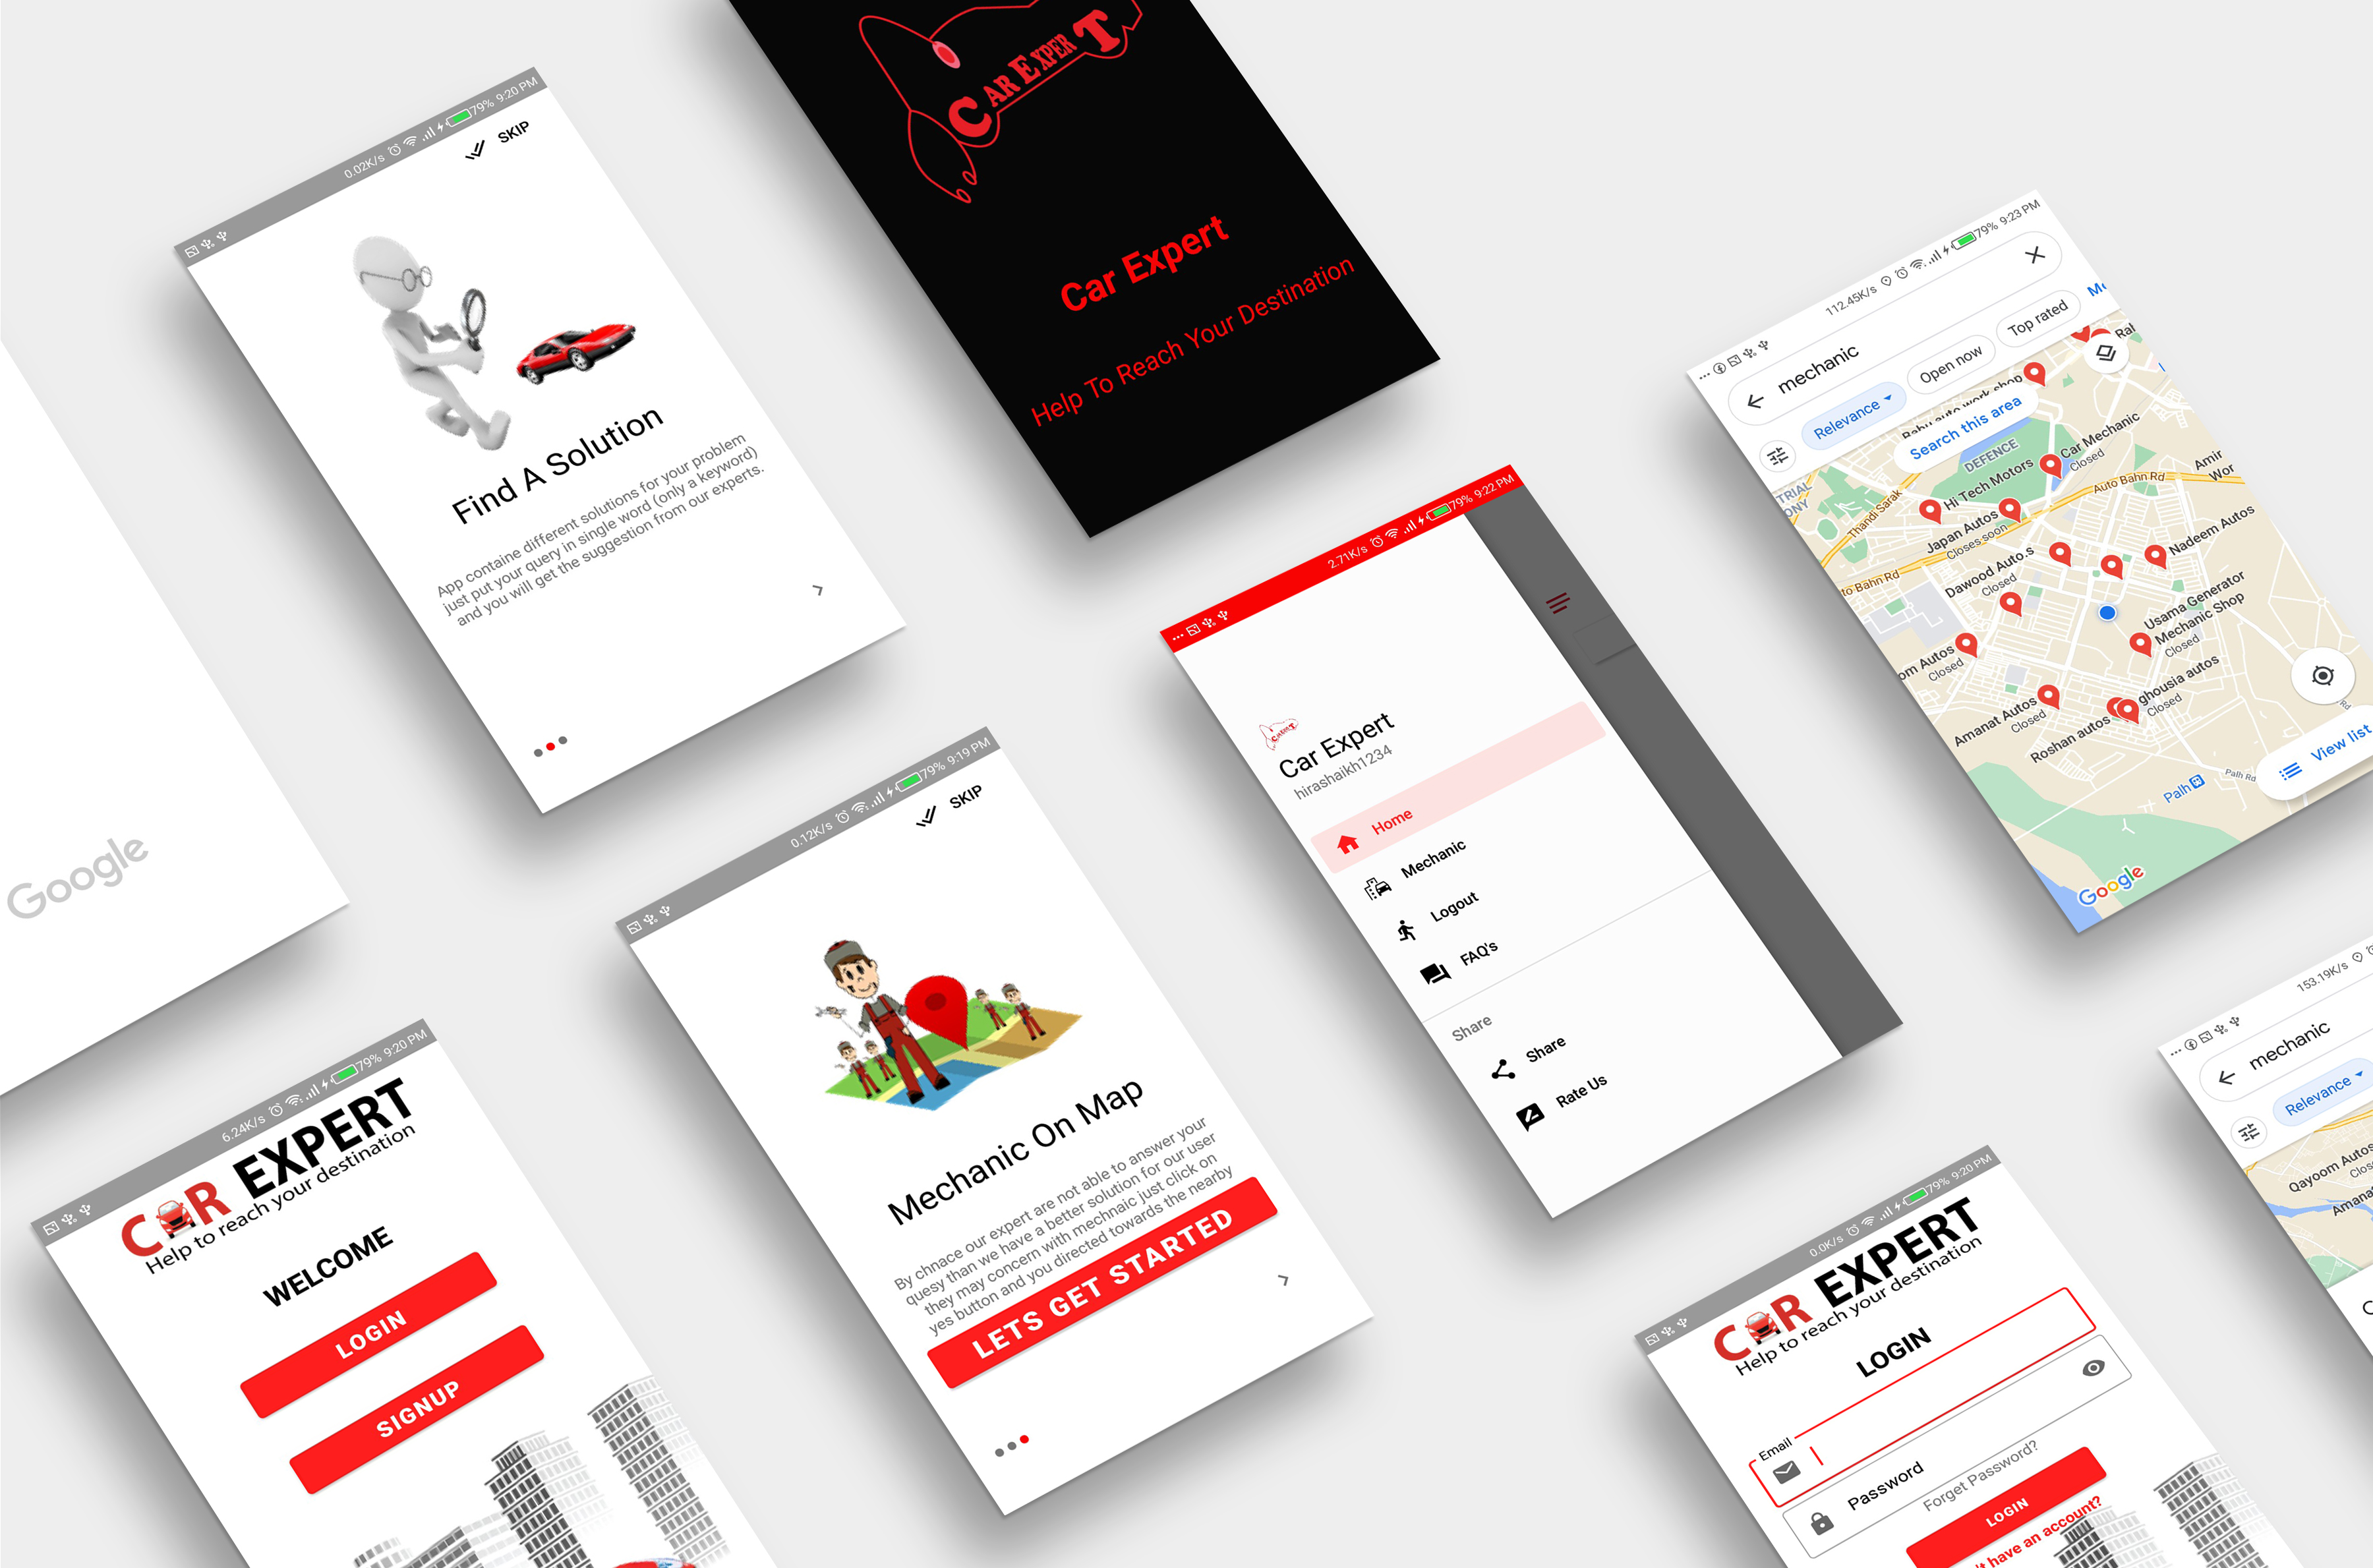 Google
0.02K/s 79% 9:20 PM
SKIP
Find A Solution
App containe different solutions for your problem
just put your query in single word (only a keyword)
and you will get the suggestion from our experts.
CAR EXPERT
Car Expert
Help To Reach Your Destination
112.45K/s 79% 9:23 PM
mechanic
Relevance
Open now
Top rated
Search this area
DEFENCE
Thandi Sarak
Hi Tech Motors
Car Mechanic
Closed
Auto Bahn Rd
Amir
Wor
Japan Autos
Closes soon
Dawood Auto.s
Closed
Nadeem Autos
Usama Generator
Mechanic Shop
Closed
om Autos
Closed
ghousia autos
Closed
Amanat Autos
Closed
Roshan autos
Palh
Palh Rd
View list
Google
2.71K/s 79% 9:22 PM
Car Expert
hirashaikh1234
Home
Mechanic
Logout
FAQ's
Share
Share
Rate Us
0.12K/s 79% 9:19 PM
SKIP
Mechanic On Map
By chnace our expert are not able to answer your
quesy than we have a better solution for our user
they may concern with mechnaic just click on
yes button and you directed towards the nearby
LETS GET STARTED
6.24K/s 79% 9:20 PM
CAR EXPERT
Help to reach your destination
WELCOME
LOGIN
SIGNUP
0.0K/s 79% 9:20 PM
CAR EXPERT
Help to reach your destination
LOGIN
Email
Password
Forget Password?
LOGIN
't have an account?
153.19K/s
mechanic
Relevance
Qayoom Autos